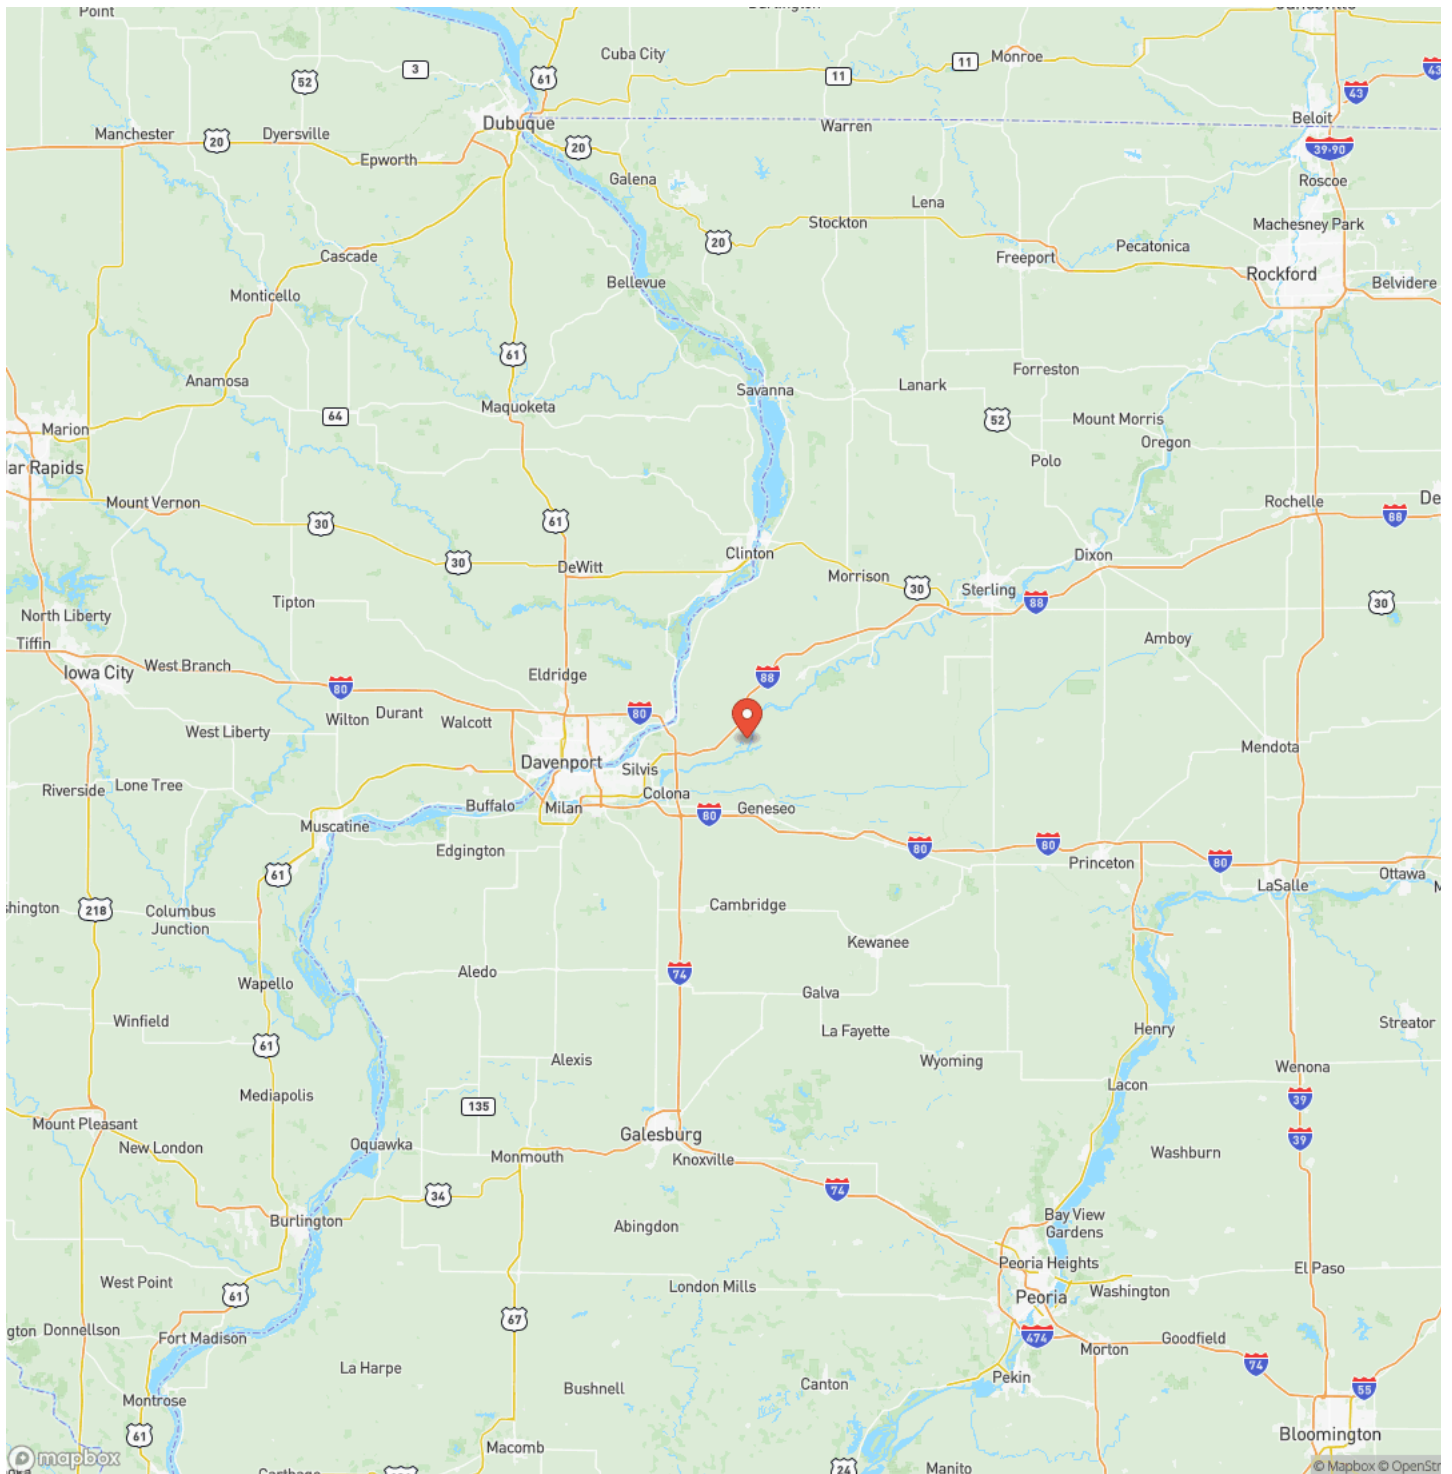 Point
52
3
61
Cuba City
11
11
Monroe
43
43
Manchester
20
Dyersville
Dubuque
20
Warren
Beloit
39-90
Epworth
Galena
Roscoe
Lena
Stockton
Machesney Park
20
Pecatonica
Cascade
Freeport
Rockford
Monticello
Bellevue
Belvidere
61
Anamosa
Savanna
Lanark
Forreston
64
Maquoketa
52
Mount Morris
Marion
Oregon
Polo
ar Rapids
Mount Vernon
Rochelle
De
30
61
88
Clinton
Dixon
30
DeWitt
Morrison
30
Sterling
88
30
Tipton
North Liberty
Tiffin
Amboy
Iowa City
West Branch
Eldridge
88
80
80
Wilton
Durant
Walcott
West Liberty
Mendota
Davenport
Silvis
Riverside
Lone Tree
Colona
Buffalo
Milan
80
Geneseo
Muscatine
Edgington
80
80
80
Princeton
61
LaSalle
Ottawa
M
shington
218
Columbus
Junction
Cambridge
Kewanee
Aledo
74
Wapello
Galva
Winfield
La Fayette
Henry
Streator
61
Alexis
Wyoming
Wenona
Mediapolis
Lacon
39
135
Mount Pleasant
Galesburg
39
New London
Oquawka
Monmouth
Knoxville
Washburn
34
74
Burlington
Abingdon
Bay View
Gardens
West Point
Peoria Heights
El Paso
61
London Mills
Washington
Peoria
67
gton
Donnellson
Fort Madison
474
Goodfield
La Harpe
Morton
74
Bushnell
Canton
Pekin
55
Montrose
61
Bloomington
Macomb
mapbox
24
Manito
© Mapbox © OpenStr